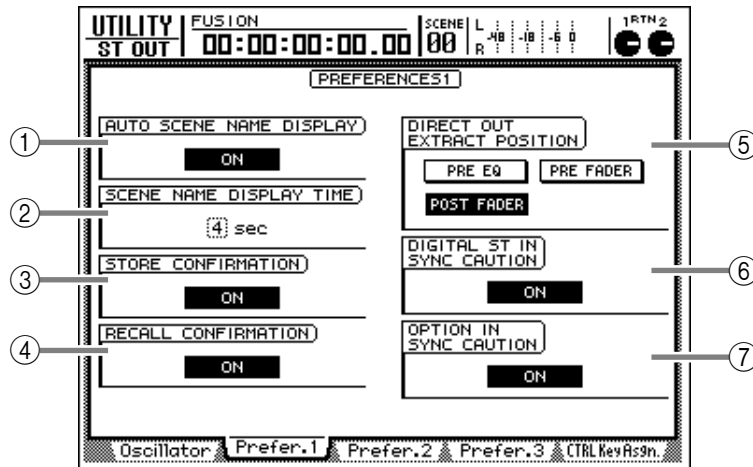 UTILITY
ST OUT
FUSION
00:00:00:00.00
SCENE
00
L
R
-48 -18 -6 0
1 RTN 2
PREFERENCES1
① AUTO SCENE NAME DISPLAY
ON
② SCENE NAME DISPLAY TIME
4 sec
③ STORE CONFIRMATION
ON
④ RECALL CONFIRMATION
ON
⑤ DIRECT OUT
EXTRACT POSITION
PRE EQ PRE FADER
POST FADER
⑥ DIGITAL ST IN
SYNC CAUTION
ON
⑦ OPTION IN
SYNC CAUTION
ON
Oscillator Prefer.1 Prefer.2 Prefer.3 CTRL KeyAsgn.